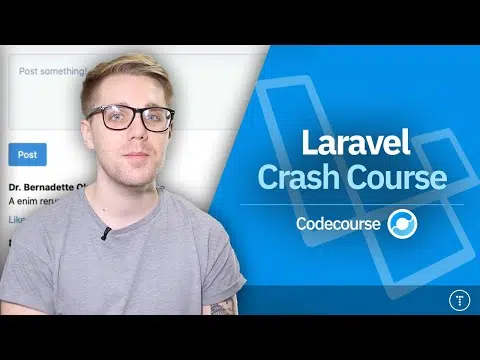 Post something!
Post
Dr. Bernadette
A enim
Like
Laravel
Crash Course
Codecourse
T